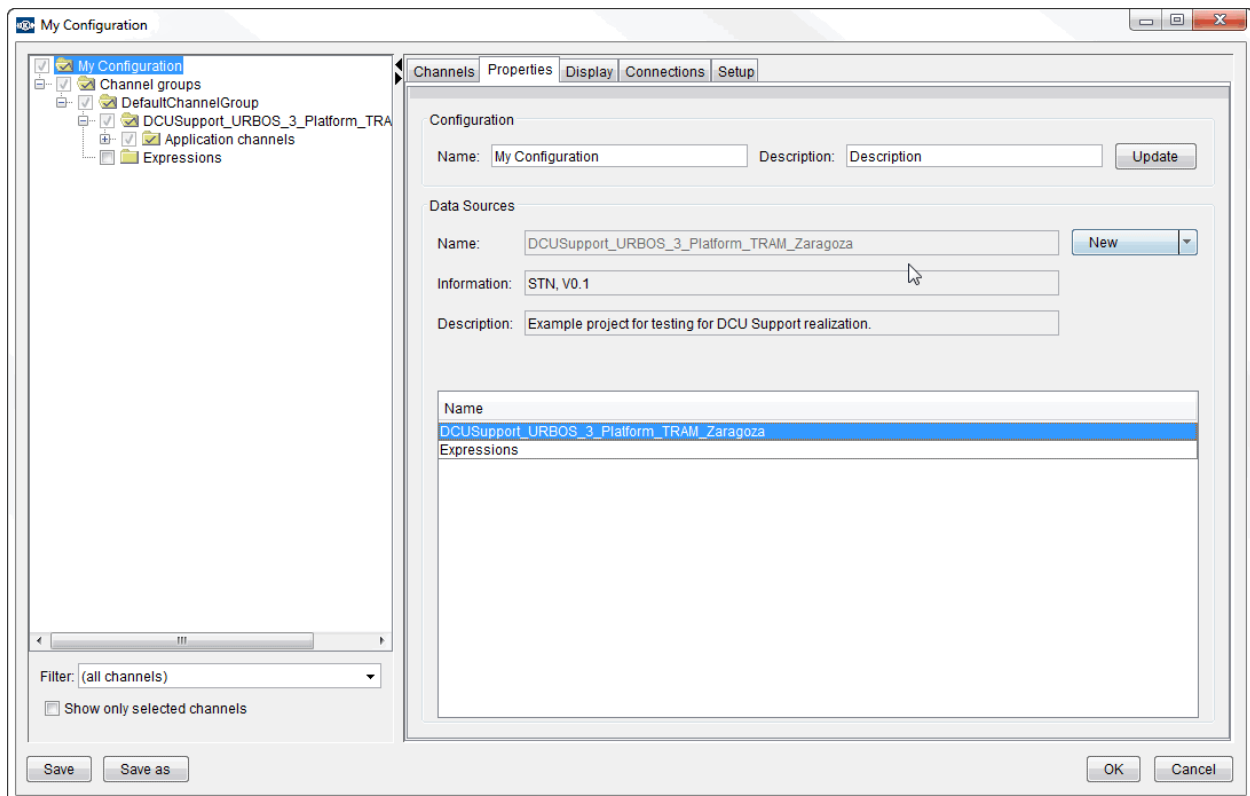 My Configuration
My Configuration
Channel groups
DefaultChannelGroup
DCUSupport_URBOS_3_Platform_TRA
Application channels
Expressions
Filter: (all channels)
Show only selected channels
Channels Properties Display Connections Setup
Configuration
Name: My Configuration Description: Description Update
Data Sources
Name: DCUSupport_URBOS_3_Platform_TRAM_Zaragoza New
Information: STN, V0.1
Description: Example project for testing for DCU Support realization.
Name
DCUSupport_URBOS_3_Platform_TRAM_Zaragoza
Expressions
Save Save as OK Cancel